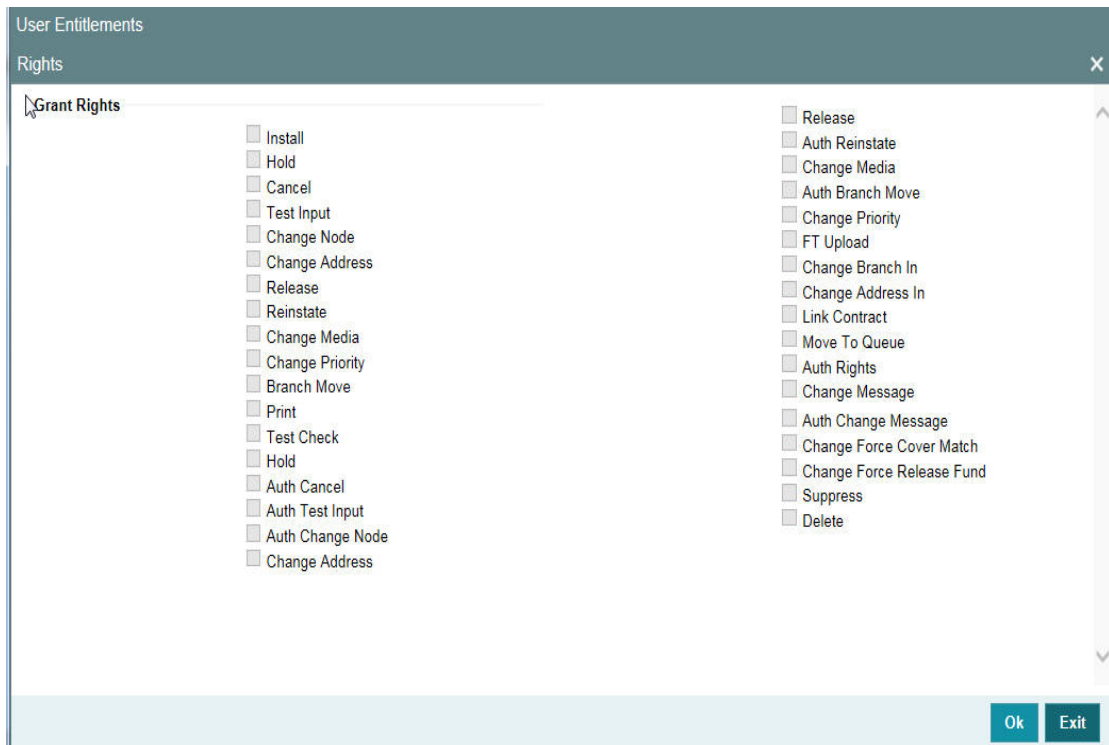 User Entitlements
Rights
Grant Rights
Install
Hold
Cancel
Test Input
Change Node
Change Address
Release
Reinstate
Change Media
Change Priority
Branch Move
Print
Test Check
Hold
Auth Cancel
Auth Test Input
Auth Change Node
Change Address
Release
Auth Reinstate
Change Media
Auth Branch Move
Change Priority
FT Upload
Change Branch In
Change Address In
Link Contract
Move To Queue
Auth Rights
Change Message
Auth Change Message
Change Force Cover Match
Change Force Release Fund
Suppress
Delete
Ok Exit